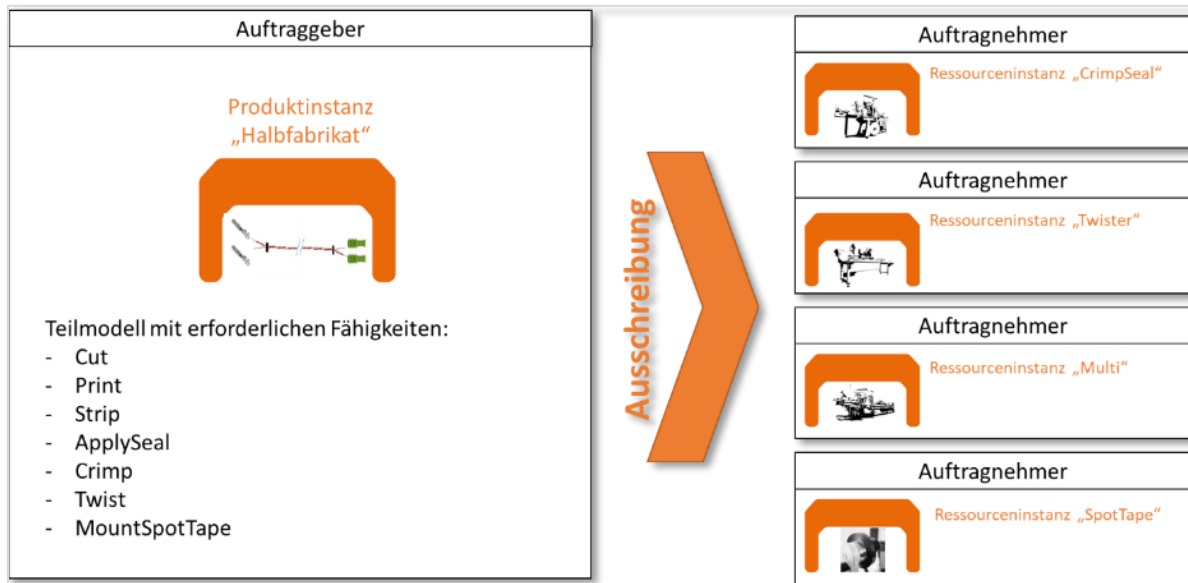 Auftraggeber
Produktinstanz
„Halbfabrikat“
Teilmodell mit erforderlichen Fähigkeiten:
- Cut
- Print
- Strip
- ApplySeal
- Crimp
- Twist
- MountSpotTape
Ausschreibung
Auftragnehmer
Ressourceninstanz „CrimpSeal“
Auftragnehmer
Ressourceninstanz „Twister“
Auftragnehmer
Ressourceninstanz „Multi“
Auftragnehmer
Ressourceninstanz „SpotTape“